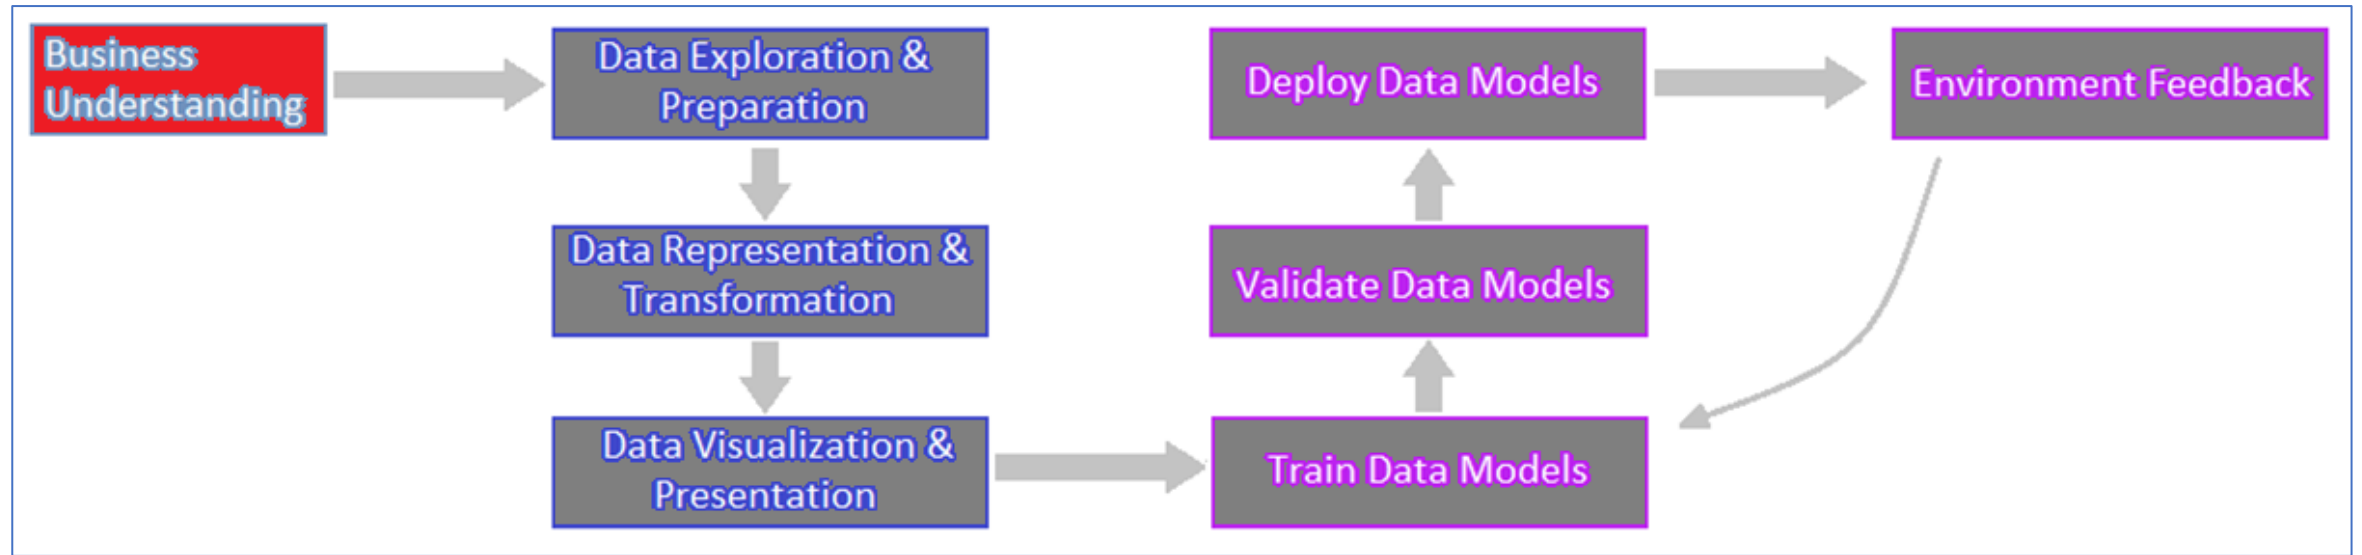 Business
Understanding
Data Exploration &
Preparation
Data Representation &
Transformation
Data Visualization &
Presentation
Train Data Models
Validate Data Models
Deploy Data Models
Environment Feedback